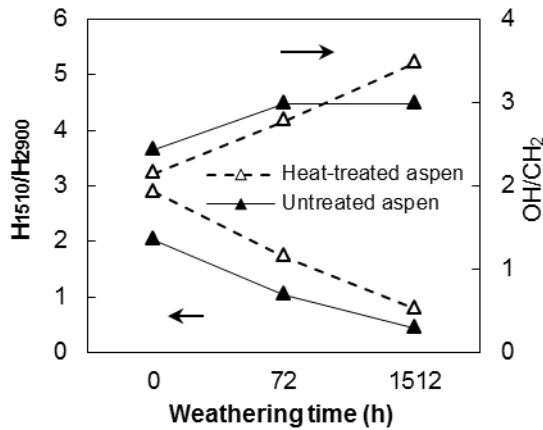 6
5
4
3
2
1
0
H1510/H2900
4
3
2
1
0
OH/CH2
Heat-treated aspen
Untreated aspen
0 72 1512
Weathering time (h)